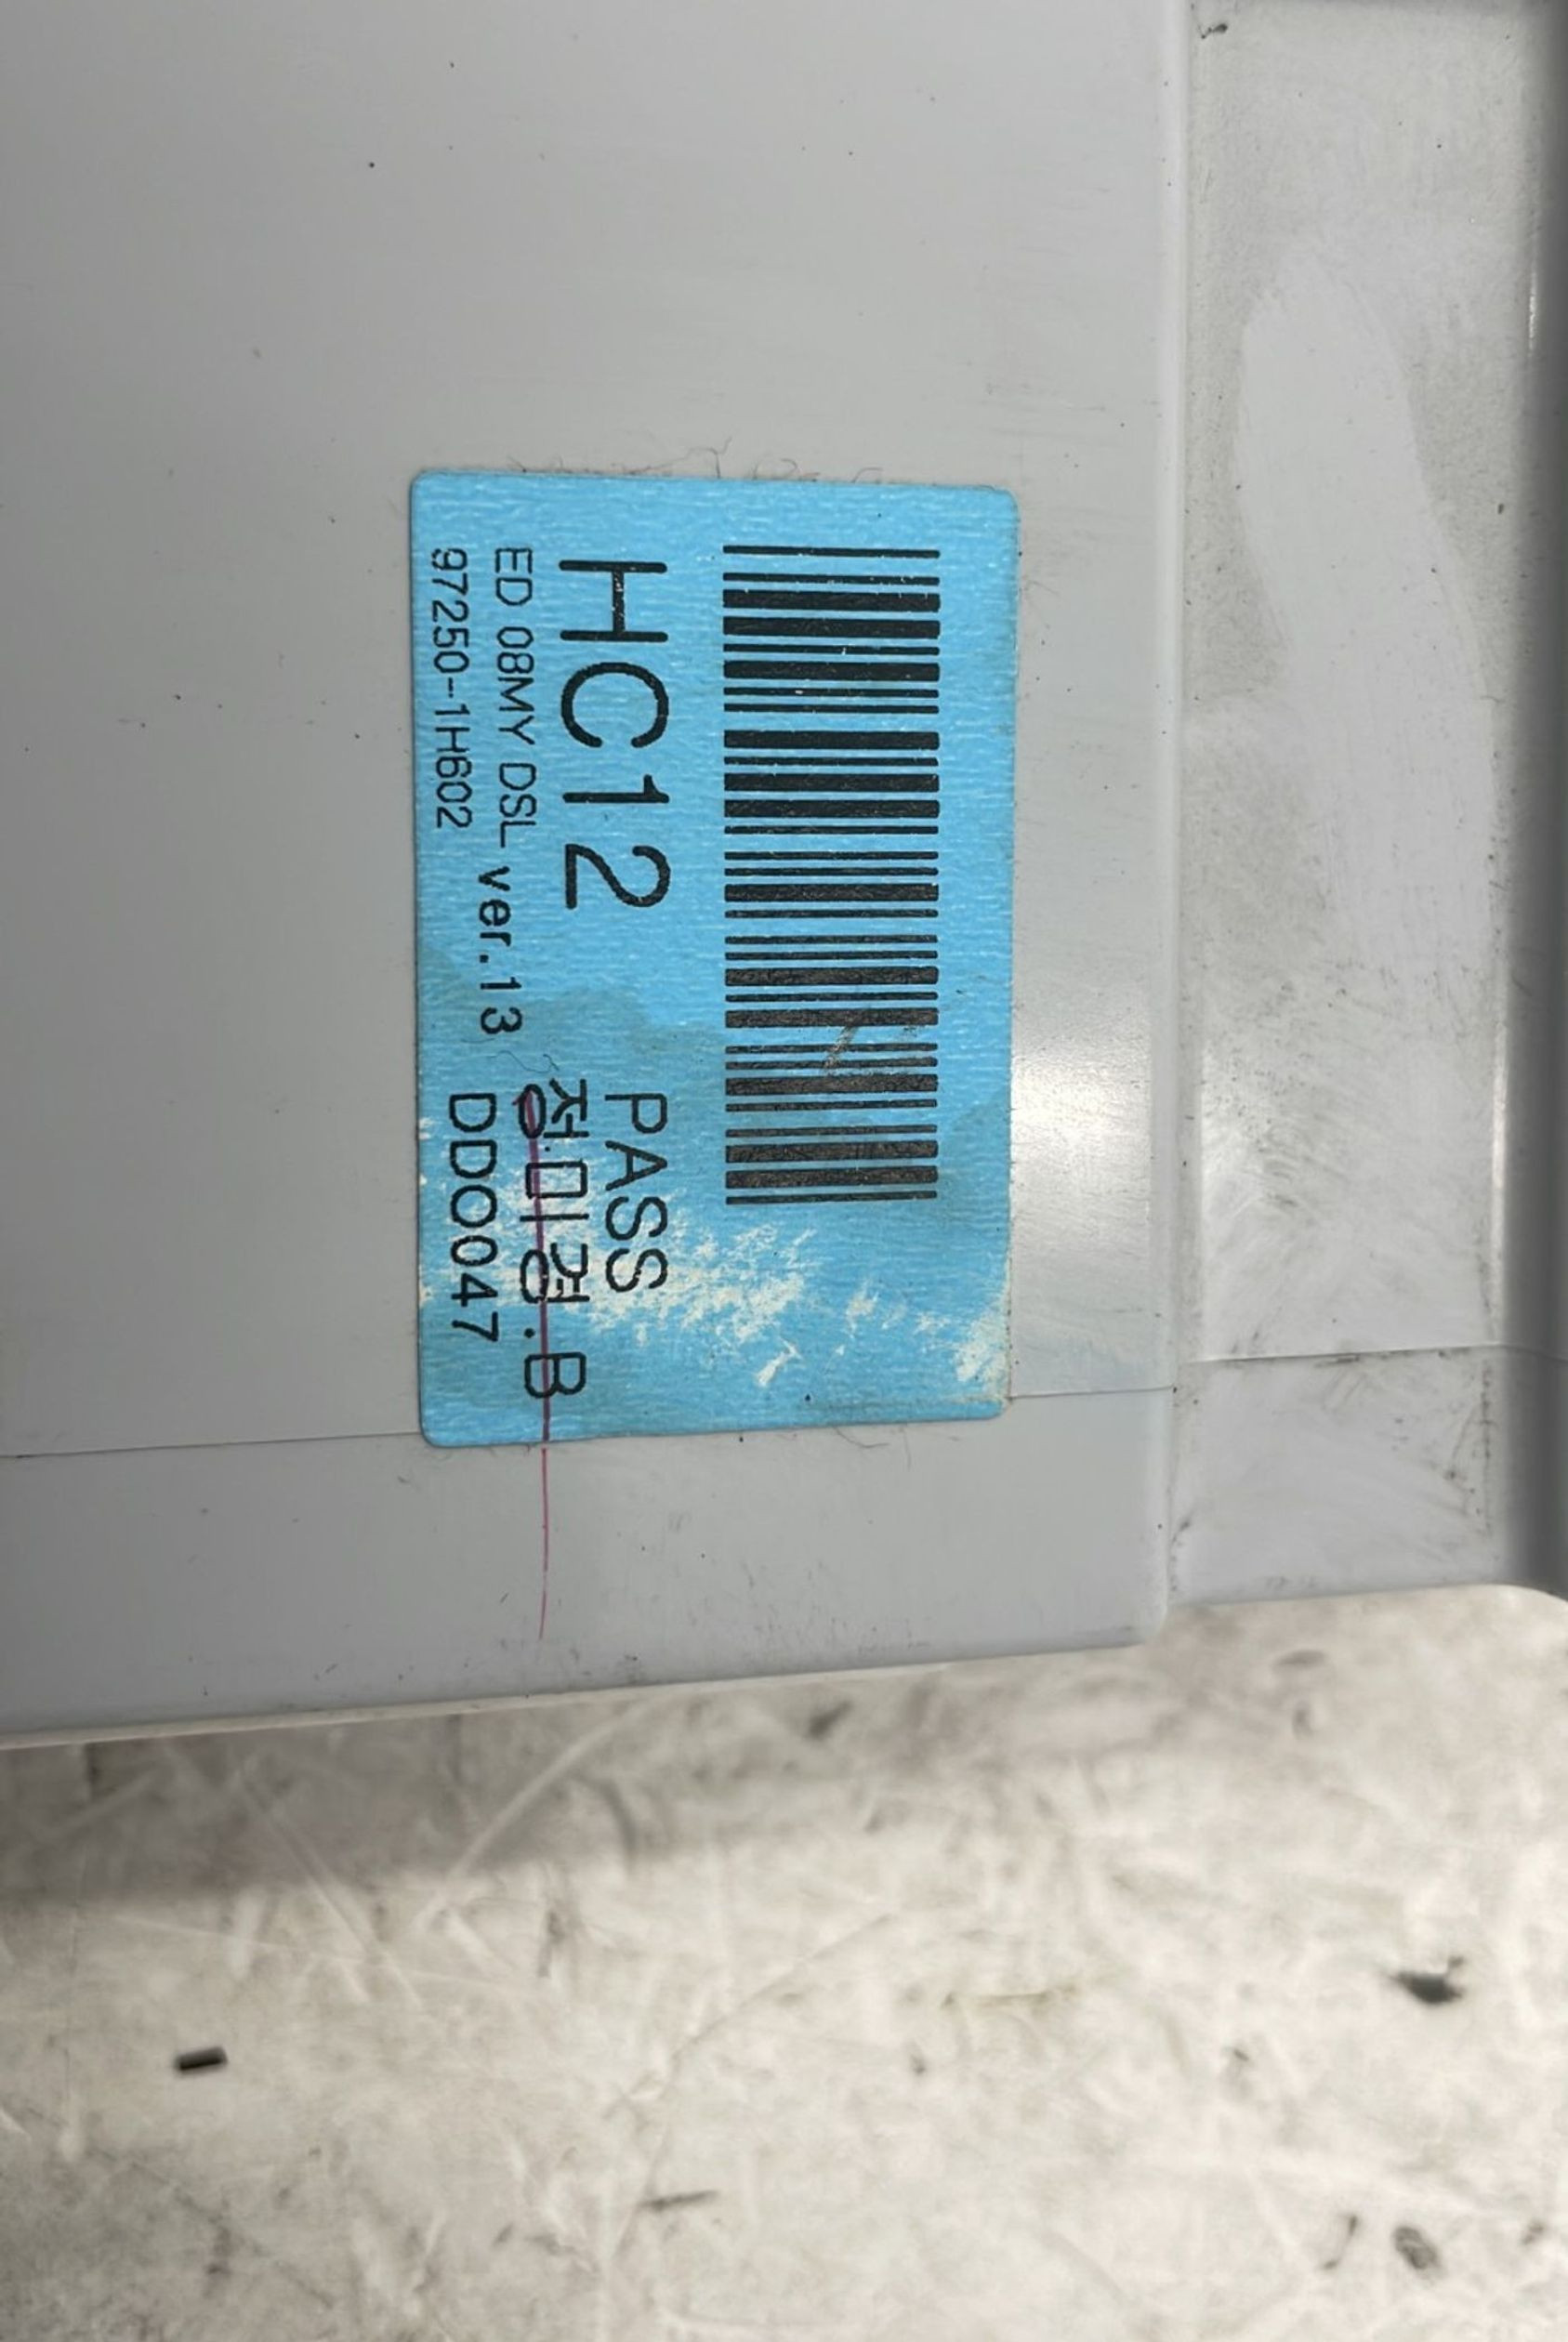 HC12 PASS
정미경.B
ED 08MY DSL ver.13
97250-1H602 DD0047